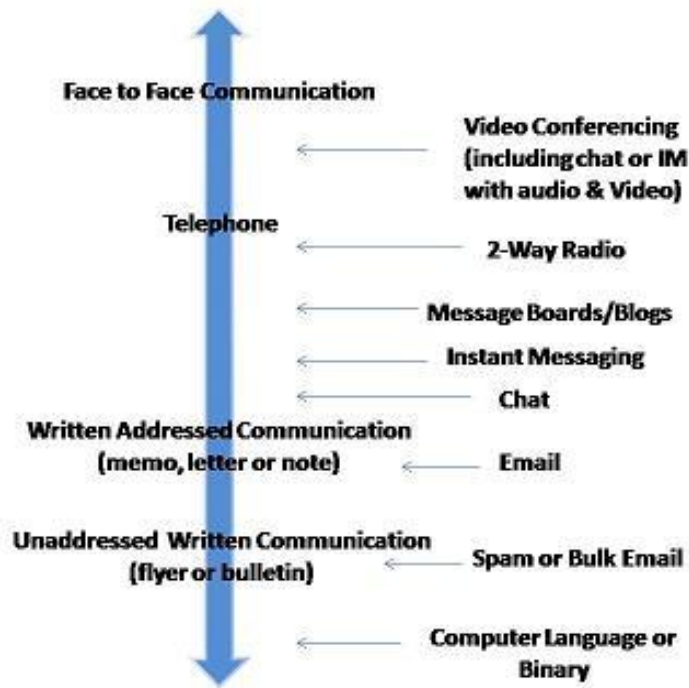 Face to Face Communication
Video Conferencing
(including chat or IM
with audio & Video)
Telephone
2-Way Radio
Message Boards/Blogs
Instant Messaging
Chat
Written Addressed Communication
(memo, letter or note)
Email
Unaddressed Written Communication
(flyer or bulletin)
Spam or Bulk Email
Computer Language or
Binary